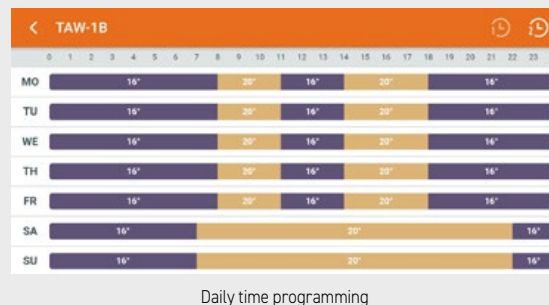 TAW-1B
0 1 2 3 4 5 6 7 8 9 10 11 12 13 14 15 16 17 18 19 20 21 22 23
MO 16° 20° 16° 20° 16°
TU 16° 20° 16° 20° 16°
WE 16° 20° 16° 20° 16°
TH 16° 20° 16° 20° 16°
FR 16° 20° 16° 20° 16°
SA 16° 20° 16°
SU 16° 20° 16°
Daily time programming